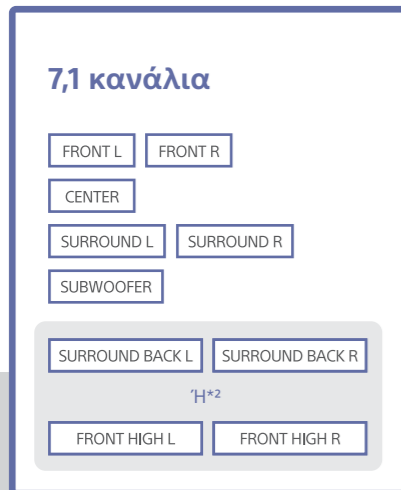 7,1 κανάλια
FRONT L FRONT R
CENTER
SURROUND L SURROUND R
SUBWOOFER
SURROUND BACK L SURROUND BACK R
Ή*2
FRONT HIGH L FRONT HIGH R